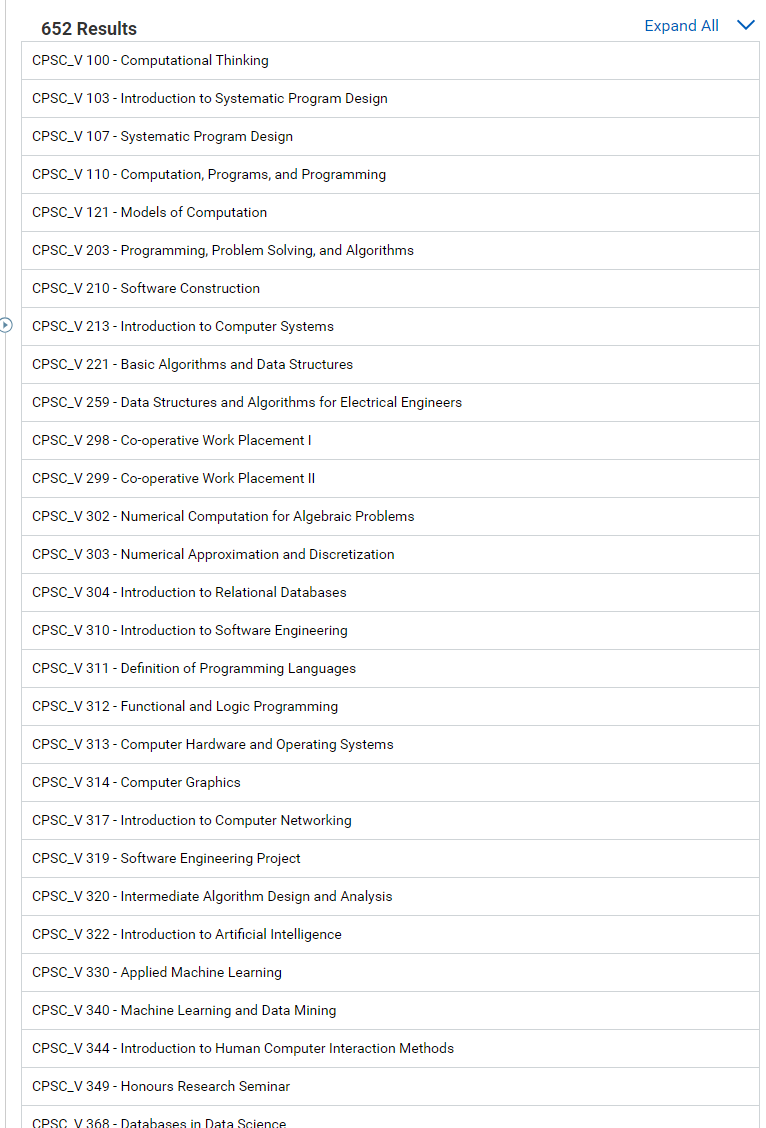 652 Results
Expand All
CPSC_V 100 - Computational Thinking
CPSC_V 103 - Introduction to Systematic Program Design
CPSC_V 107 - Systematic Program Design
CPSC_V 110 - Computation, Programs, and Programming
CPSC_V 121 - Models of Computation
CPSC_V 203 - Programming, Problem Solving, and Algorithms
CPSC_V 210 - Software Construction
CPSC_V 213 - Introduction to Computer Systems
CPSC_V 221 - Basic Algorithms and Data Structures
CPSC_V 259 - Data Structures and Algorithms for Electrical Engineers
CPSC_V 298 - Co-operative Work Placement I
CPSC_V 299 - Co-operative Work Placement II
CPSC_V 302 - Numerical Computation for Algebraic Problems
CPSC_V 303 - Numerical Approximation and Discretization
CPSC_V 304 - Introduction to Relational Databases
CPSC_V 310 - Introduction to Software Engineering
CPSC_V 311 - Definition of Programming Languages
CPSC_V 312 - Functional and Logic Programming
CPSC_V 313 - Computer Hardware and Operating Systems
CPSC_V 314 - Computer Graphics
CPSC_V 317 - Introduction to Computer Networking
CPSC_V 319 - Software Engineering Project
CPSC_V 320 - Intermediate Algorithm Design and Analysis
CPSC_V 322 - Introduction to Artificial Intelligence
CPSC_V 330 - Applied Machine Learning
CPSC_V 340 - Machine Learning and Data Mining
CPSC_V 344 - Introduction to Human Computer Interaction Methods
CPSC_V 349 - Honours Research Seminar
CPSC_V 368 - Databases in Data Science